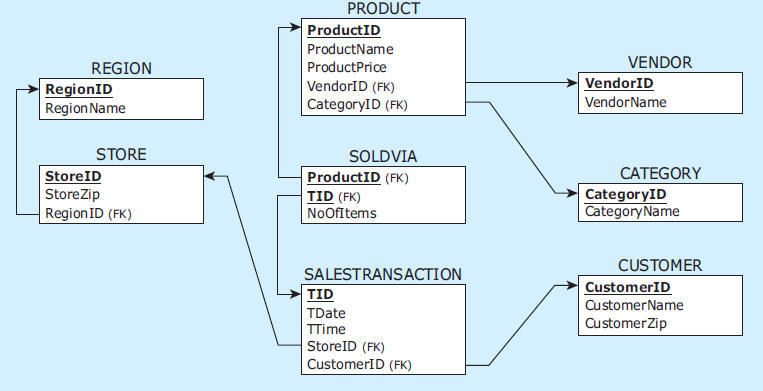 PRODUCT
ProductID
ProductName
ProductPrice
VendorID (FK)
CategoryID (FK)
REGION
RegionID
RegionName
VENDOR
VendorID
VendorName
STORE
StoreID
StoreZip
RegionID (FK)
SOLDVIA
ProductID (FK)
TID (FK)
NoOfItems
CATEGORY
CategoryID
CategoryName
SALESTRANSACTION
TID
TDate
TTime
StoreID (FK)
CustomerID (FK)
CUSTOMER
CustomerID
CustomerName
CustomerZip